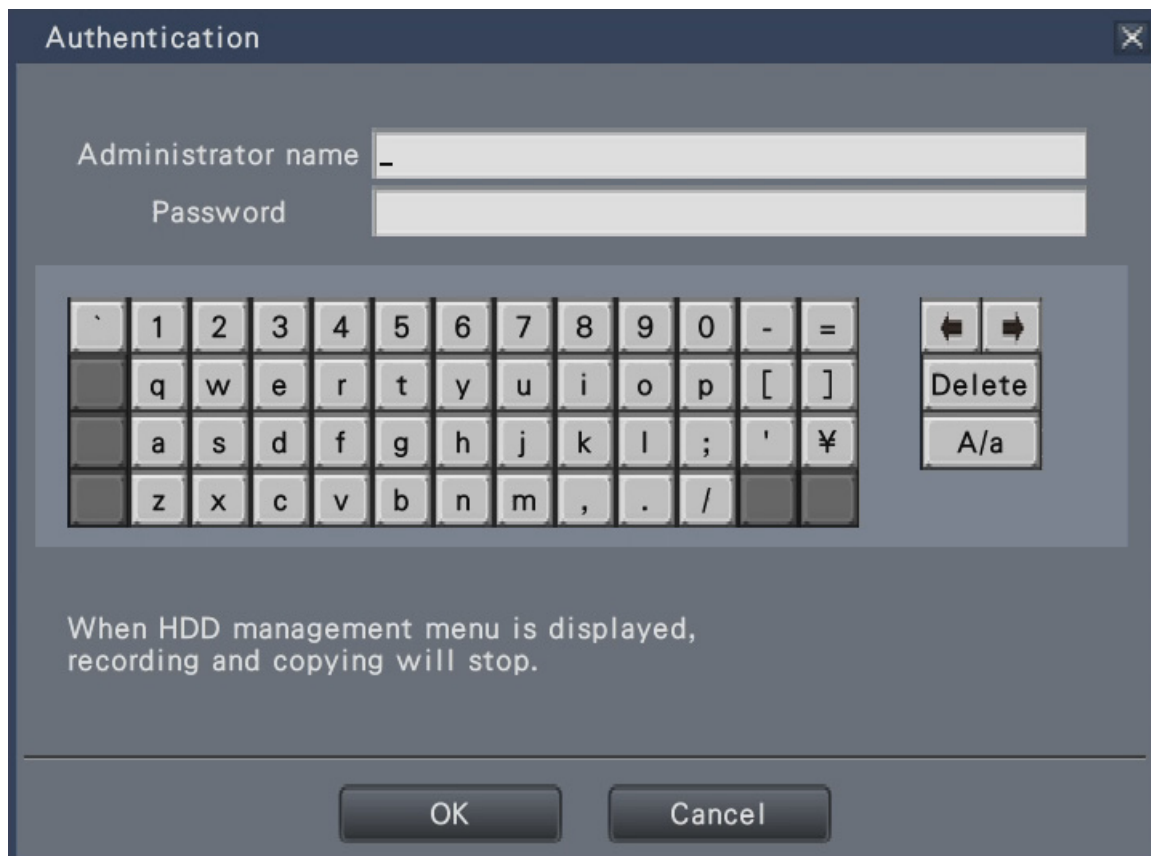 Authentication
Administrator name _
Password
` 1 2 3 4 5 6 7 8 9 0 - =
q w e r t y u i o p [ ] Delete
a s d f g h j k l ; ' ¥ A/a
z x c v b n m , . /
When HDD management menu is displayed,
recording and copying will stop.
OK Cancel